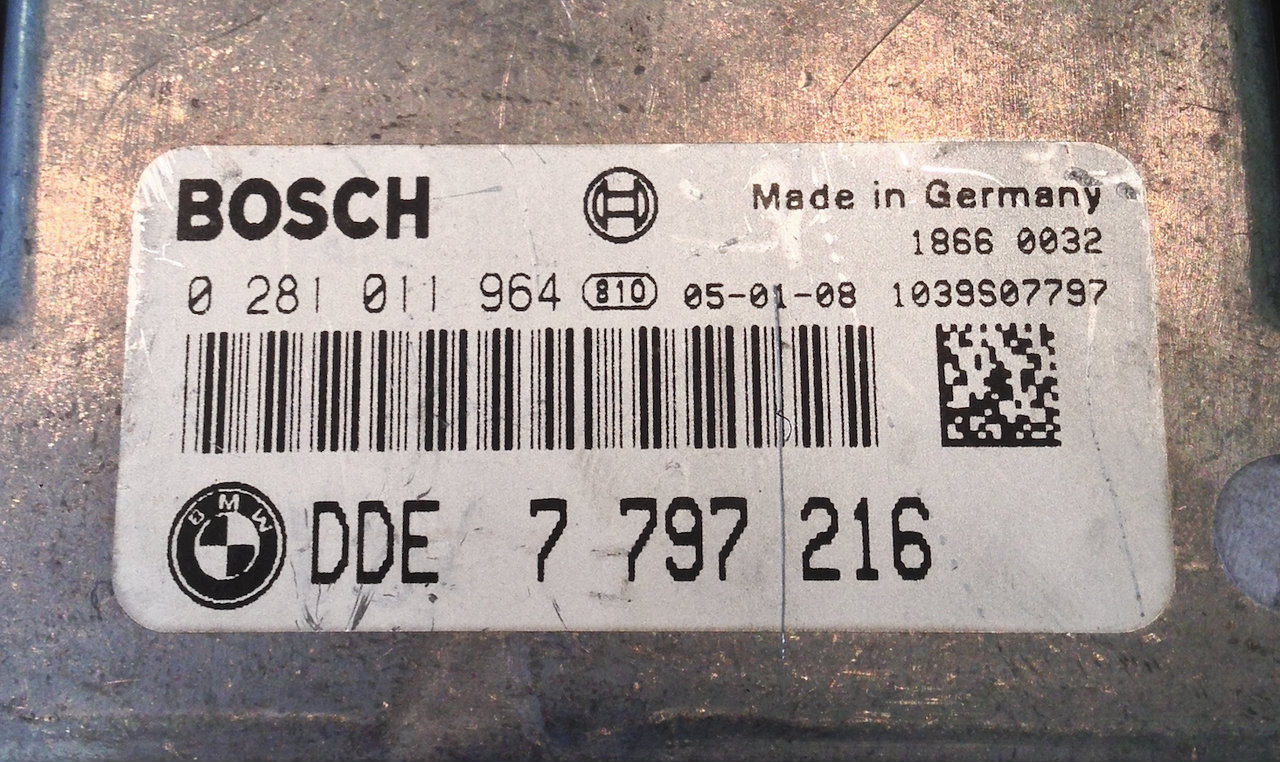 BOSCH
Made in Germany
1866 0032
0 281 011 964 810 05-01-08 1039S07797
BMW DDE 7 797 216